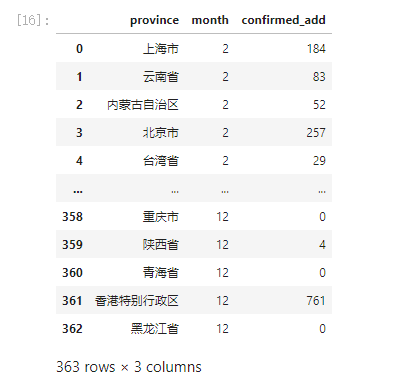 [16]:
province month confirmed_add
0 上海市 2 184
1 云南省 2 83
2 内蒙古自治区 2 52
3 北京市 2 257
4 台湾省 2 29
... ... ... ...
358 重庆市 12 0
359 陕西省 12 4
360 青海省 12 0
361 香港特别行政区 12 761
362 黑龙江省 12 0
363 rows × 3 columns